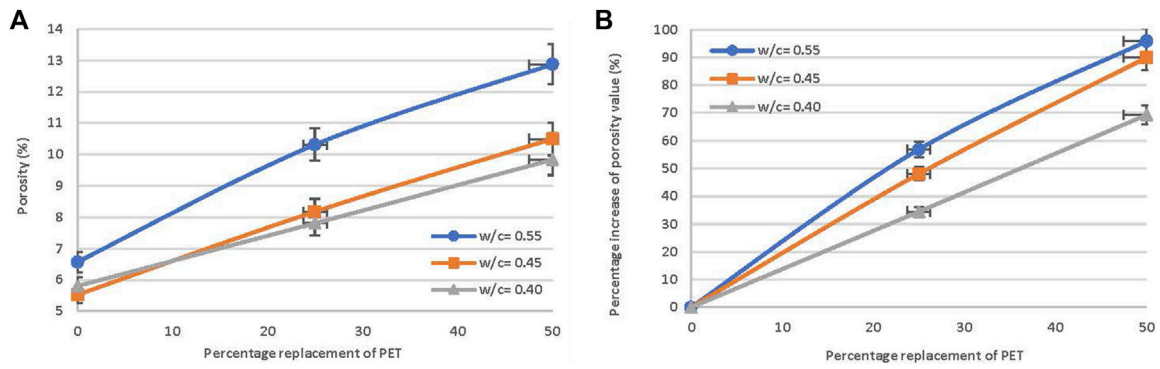 A
14
13
12
11
10
9
8
7
6
5
Porosity (%)
w/c= 0.55
w/c= 0.45
w/c= 0.40
0
10
20
30
40
50
Percentage replacement of PET
B
100
90
80
70
60
50
40
30
20
10
0
Percentage increase of porosity value (%)
w/c= 0.55
w/c= 0.45
w/c= 0.40
0
10
20
30
40
50
Percentage replacement of PET